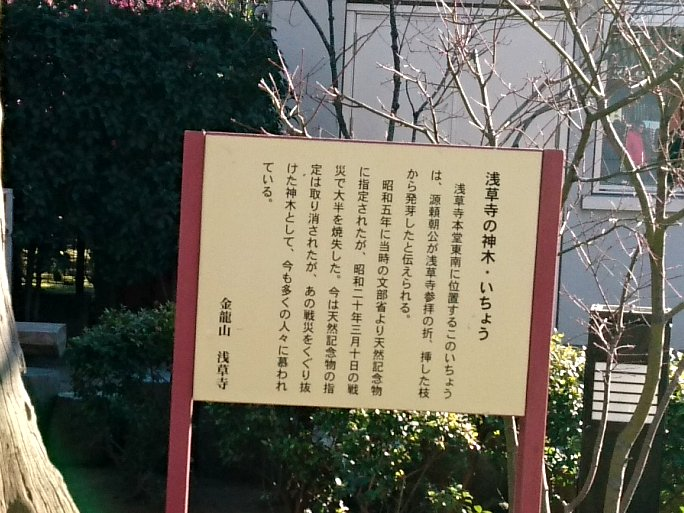 浅草寺の神木・いちょう
浅草寺本堂東南に位置するこのいちょう
は、源頼朝公が浅草寺参拝の折、挿した枝
から発芽したと伝えられる。
昭和五年に当時の文部省より天然記念物
に指定されたが、昭和二十年三月十日の戦
災で大半を焼失した。今は天然記念物の指
定は取り消されたが、あの戦災をくぐり抜
けた神木として、今も多くの人々に慕われ
ている。
金龍山 浅草寺